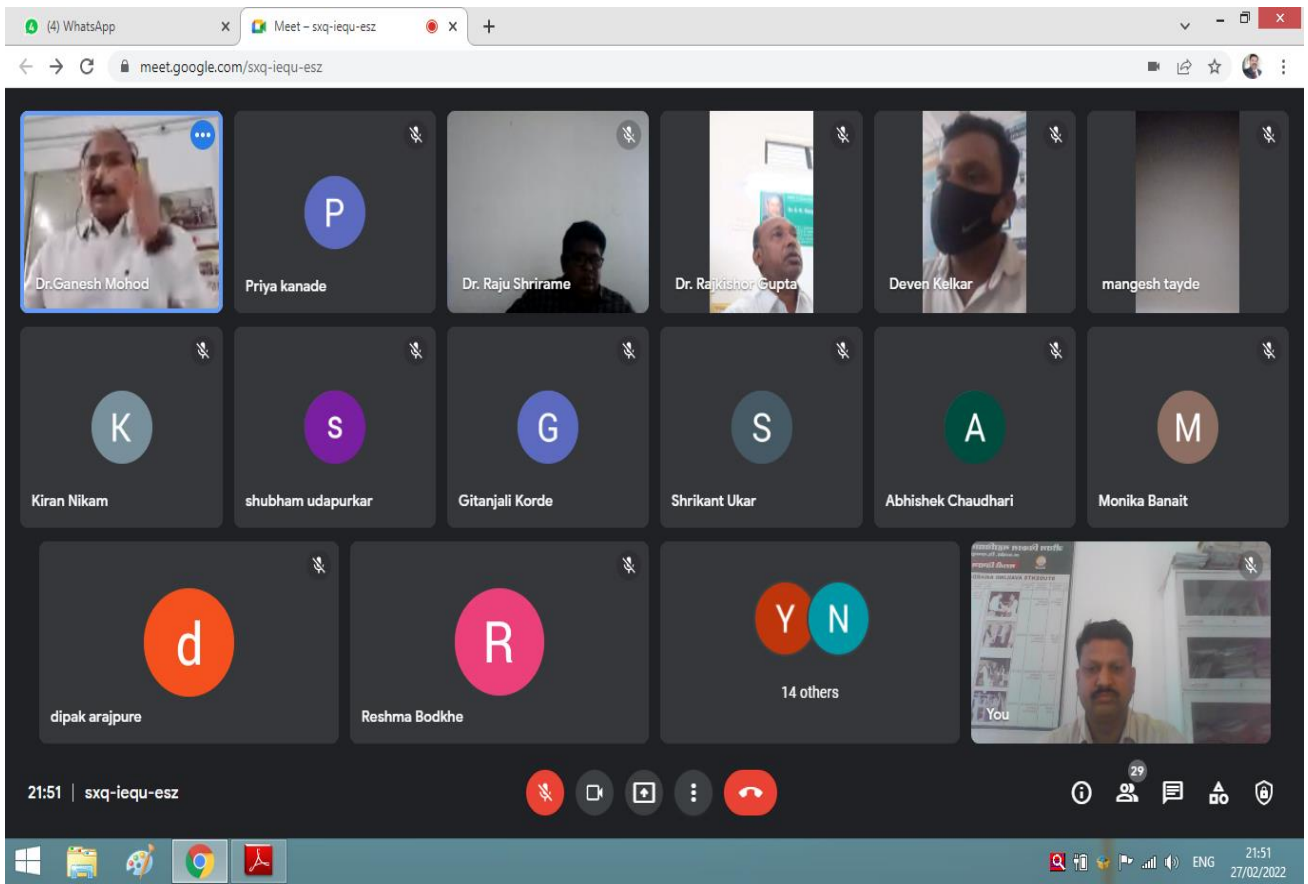 (4) WhatsApp
Meet – sxq-iequ-esz
meet.google.com/sxq-iequ-esz
Dr.Ganesh Mohod
P
Priya kanade
Dr. Raju Shrirame
Dr. Rajkishor Gupta
Deven Kelkar
mangesh tayde
K
Kiran Nikam
s
shubham udapurkar
G
Gitanjali Korde
S
Shrikant Ukar
A
Abhishek Chaudhari
M
Monika Banait
d
dipak arajpure
R
Reshma Bodkhe
Y N
14 others
You
21:51 | sxq-iequ-esz
29
ENG
21:51
27/02/2022